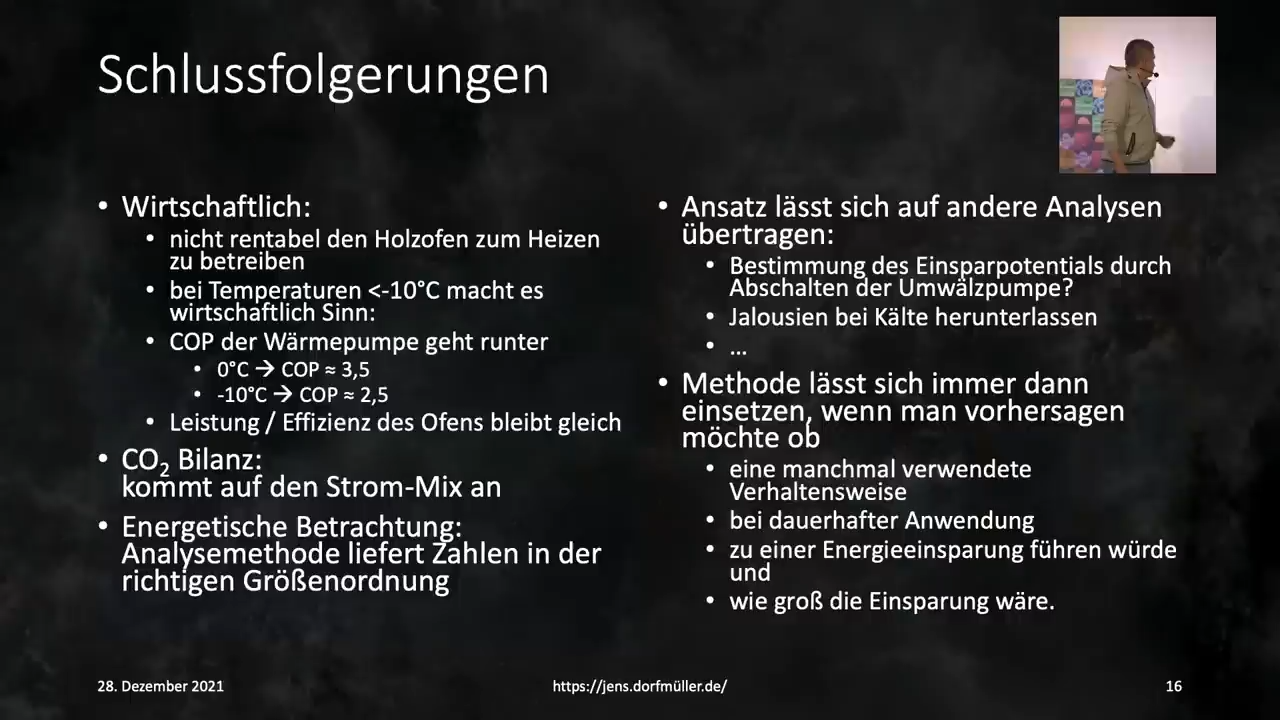 Schlussfolgerungen
• Wirtschaftlich:
• nicht rentabel den Holzofen zum Heizen
zu betreiben
• bei Temperaturen <-10°C macht es
wirtschaftlich Sinn:
• COP der Wärmepumpe geht runter
• 0°C → COP ≈ 3,5
• -10°C → COP ≈ 2,5
• Leistung / Effizienz des Ofens bleibt gleich
• CO₂ Bilanz:
kommt auf den Strom-Mix an
• Energetische Betrachtung:
Analysemethode liefert Zahlen in der
richtigen Größenordnung
• Ansatz lässt sich auf andere Analysen
übertragen:
• Bestimmung des Einsparpotentials durch
Abschalten der Umwälzpumpe?
• Jalousien bei Kälte herunterlassen
• ...
• Methode lässt sich immer dann
einsetzen, wenn man vorhersagen
möchte ob
• eine manchmal verwendete
Verhaltensweise
• bei dauerhafter Anwendung
• zu einer Energieeinsparung führen würde
und
• wie groß die Einsparung wäre.
28. Dezember 2021
https://jens.dorfmüller.de/
16